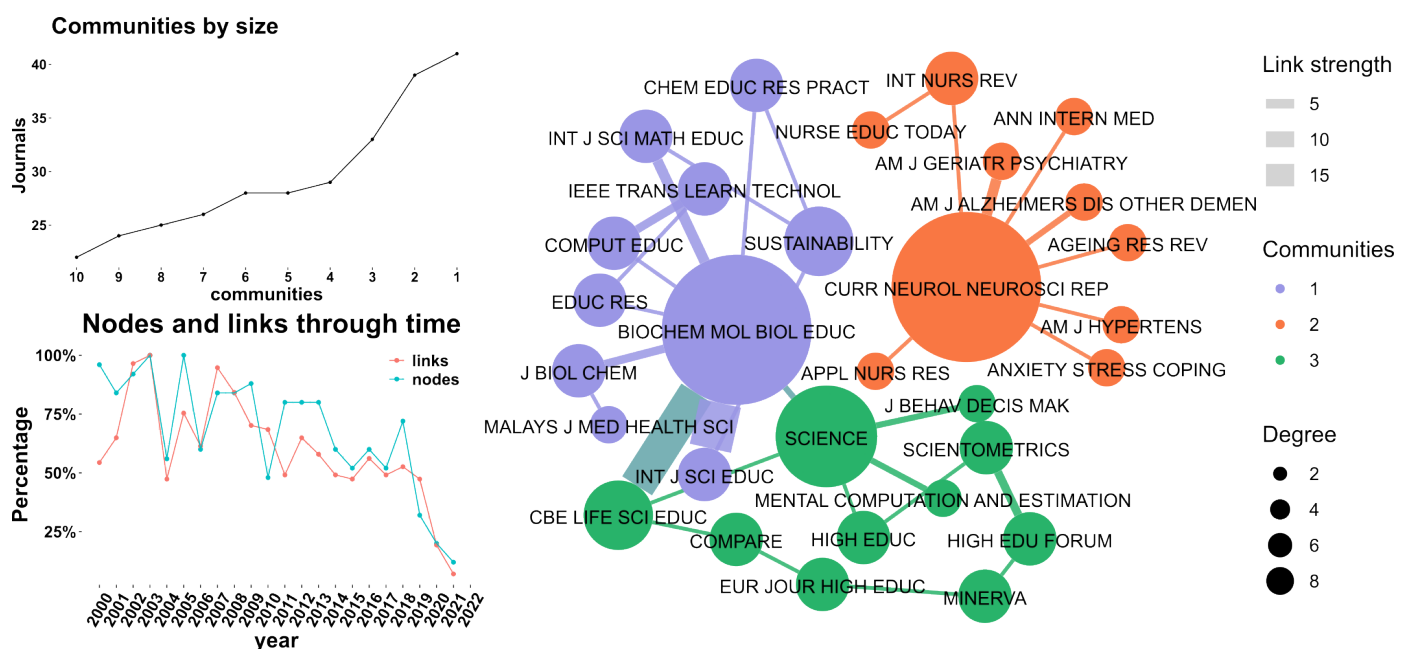 Communities by size
40
35
30
25
Journals
10 9 8 7 6 5 4 3 2 1
communities
Nodes and links through time
100%
75%
50%
25%
Percentage
links
nodes
2000 2001 2002 2003 2004 2005 2006 2007 2008 2009 2010 2011 2012 2013 2014 2015 2016 2017 2018 2019 2020 2021 2022
year
CHEM EDUC RES PRACT
INT NURS REV
INT J SCI MATH EDUC
NURSE EDUC TODAY
ANN INTERN MED
AM J GERIATR PSYCHIATRY
IEEE TRANS LEARN TECHNOL
AM J ALZHEIMERS DIS OTHER DEMEN
COMPUT EDUC
SUSTAINABILITY
AGEING RES REV
CURR NEUROL NEUROSCI REP
EDUC RES
BIOCHEM MOL BIOL EDUC
AM J HYPERTENS
J BIOL CHEM
APPL NURS RES
ANXIETY STRESS COPING
J BEHAV DECIS MAK
MALAYS J MED HEALTH SCI
SCIENCE
SCIENTOMETRICS
INT J SCI EDUC
MENTAL COMPUTATION AND ESTIMATION
CBE LIFE SCI EDUC
COMPARE
HIGH EDUC
HIGH EDU FORUM
EUR JOUR HIGH EDUC
MINERVA
Link strength
5
10
15
Communities
1
2
3
Degree
2
4
6
8